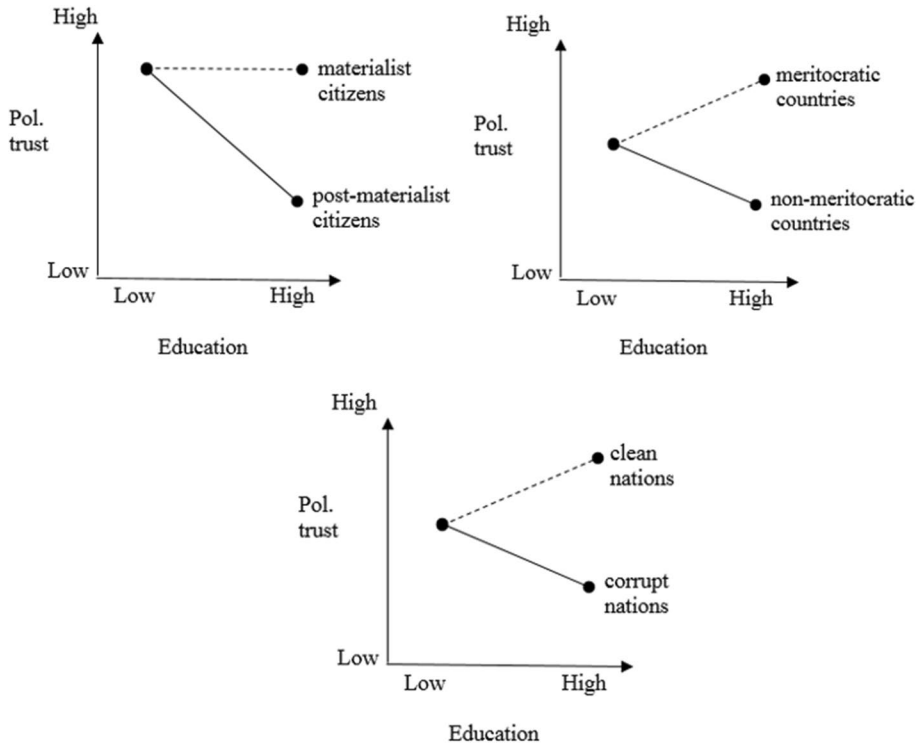 High
Pol.
trust
materialist
citizens
post-materialist
citizens
Low
Low
High
Education
High
Pol.
trust
meritocratic
countries
non-meritocratic
countries
Low
Low
High
Education
High
Pol.
trust
clean
nations
corrupt
nations
Low
Low
High
Education